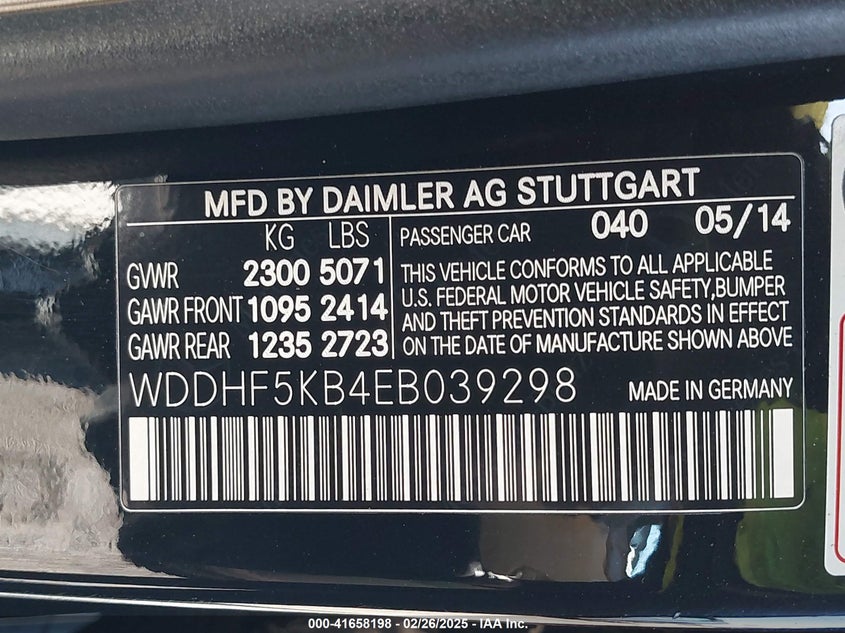 MFD BY DAIMLER AG STUTTGART
KG LBS
GVWR 2300 5071
GAWR FRONT 1095 2414
GAWR REAR 1235 2723
PASSENGER CAR 040 05/14
THIS VEHICLE CONFORMS TO ALL APPLICABLE
U.S. FEDERAL MOTOR VEHICLE SAFETY,BUMPER
AND THEFT PREVENTION STANDARDS IN EFFECT
ON THE DATE OF MANUFACTURE SHOWN ABOVE
WDDHF5KB4EB039298 MADE IN GERMANY
000-41658198 - 02/26/2025 - IAA Inc.